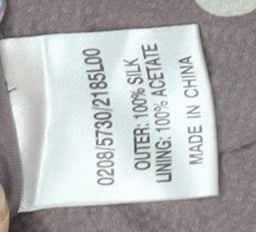 0208/5730/2185L00
OUTER: 100% SILK
LINING: 100% ACETATE
MADE IN CHINA